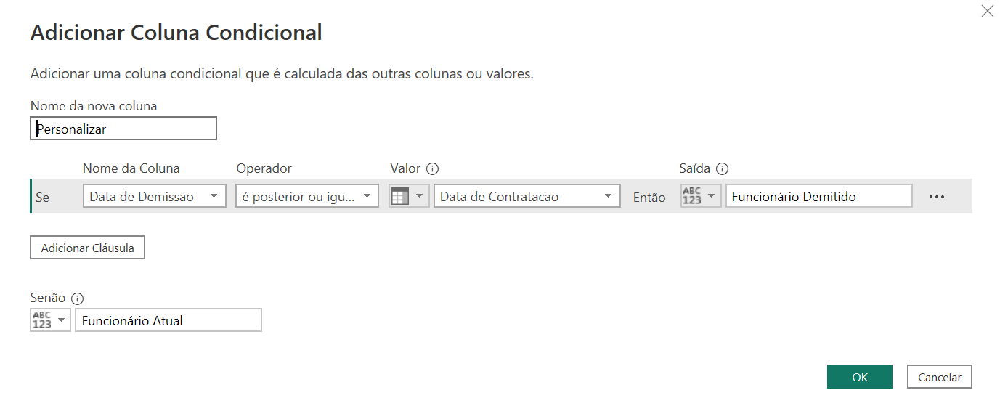 Adicionar Coluna Condicional
Adicionar uma coluna condicional que é calculada das outras colunas ou valores.
Nome da nova coluna
Personalizar
Nome da Coluna Operador Valor Saída
Se Data de Demissao é posterior ou igu... Data de Contratacao Então ABC 123 Funcionário Demitido ...
Adicionar Cláusula
Senão
ABC 123 Funcionário Atual
OK Cancelar